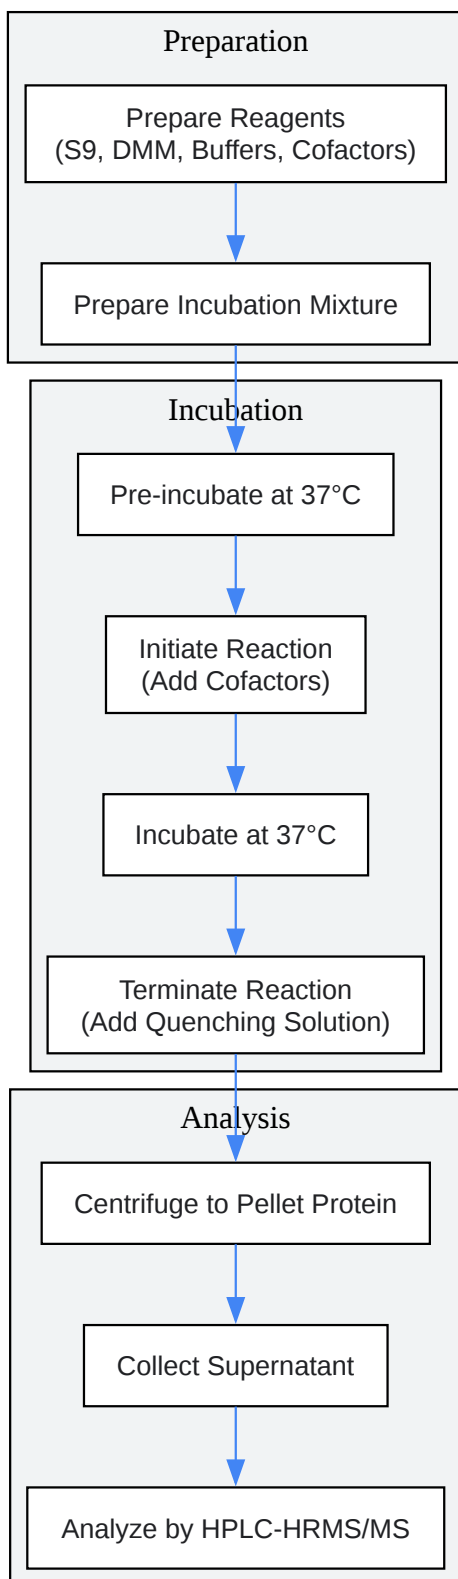 Preparation
Prepare Reagents
(S9, DMM, Buffers, Cofactors)
Prepare Incubation Mixture
Incubation
Pre-incubate at 37°C
Initiate Reaction
(Add Cofactors)
Incubate at 37°C
Terminate Reaction
(Add Quenching Solution)
Analysis
Centrifuge to Pellet Protein
Collect Supernatant
Analyze by HPLC-HRMS/MS